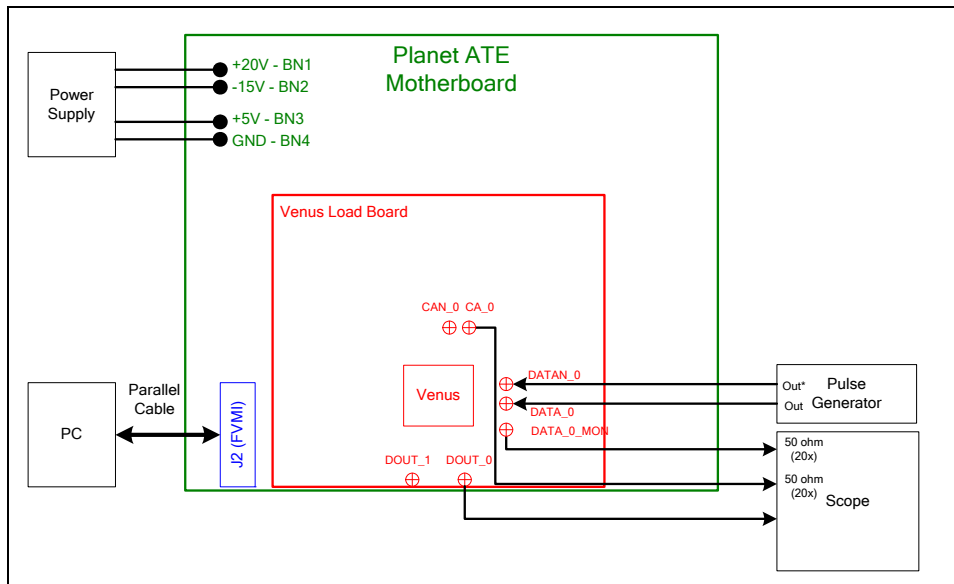 Planet ATE
Motherboard
Power
Supply
+20V - BN1
-15V - BN2
+5V - BN3
GND - BN4
Venus Load Board
CAN_0 CA_0
Venus
DATAN_0
DATA_0
DATA_0_MON
DOUT_1 DOUT_0
PC
Parallel
Cable
J2 (FVMI)
Out*
Out
Pulse
Generator
50 ohm
(20x)
50 ohm
(20x)
Scope